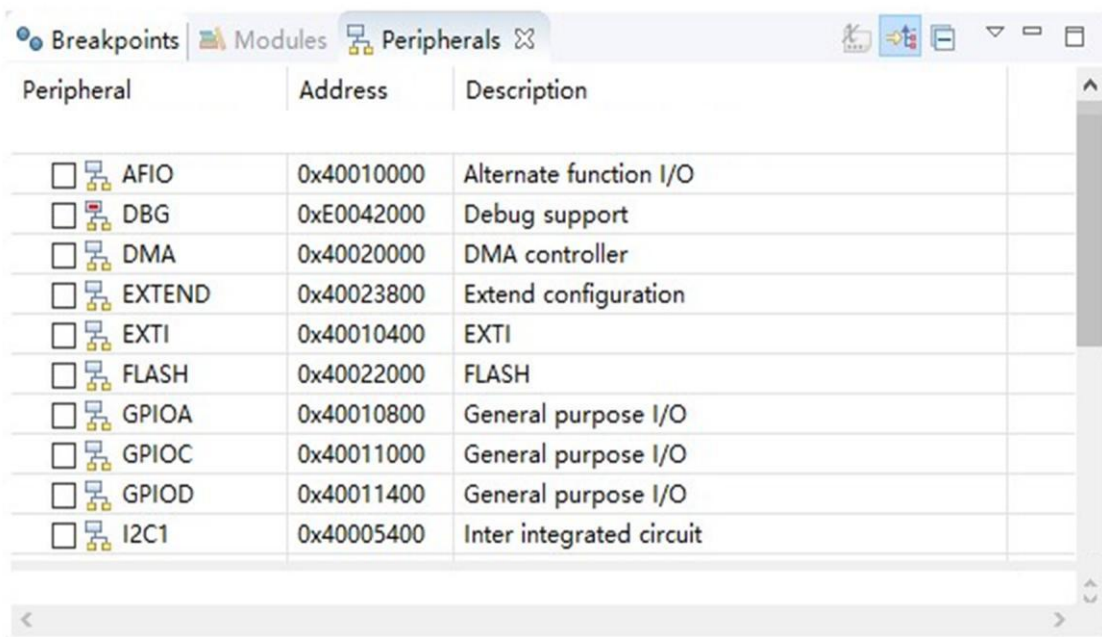 Breakpoints Modules Peripherals
Peripheral Address Description
AFIO 0x40010000 Alternate function I/O
DBG 0xE0042000 Debug support
DMA 0x40020000 DMA controller
EXTEND 0x40023800 Extend configuration
EXTI 0x40010400 EXTI
FLASH 0x40022000 FLASH
GPIOA 0x40010800 General purpose I/O
GPIOC 0x40011000 General purpose I/O
GPIOD 0x40011400 General purpose I/O
I2C1 0x40005400 Inter integrated circuit